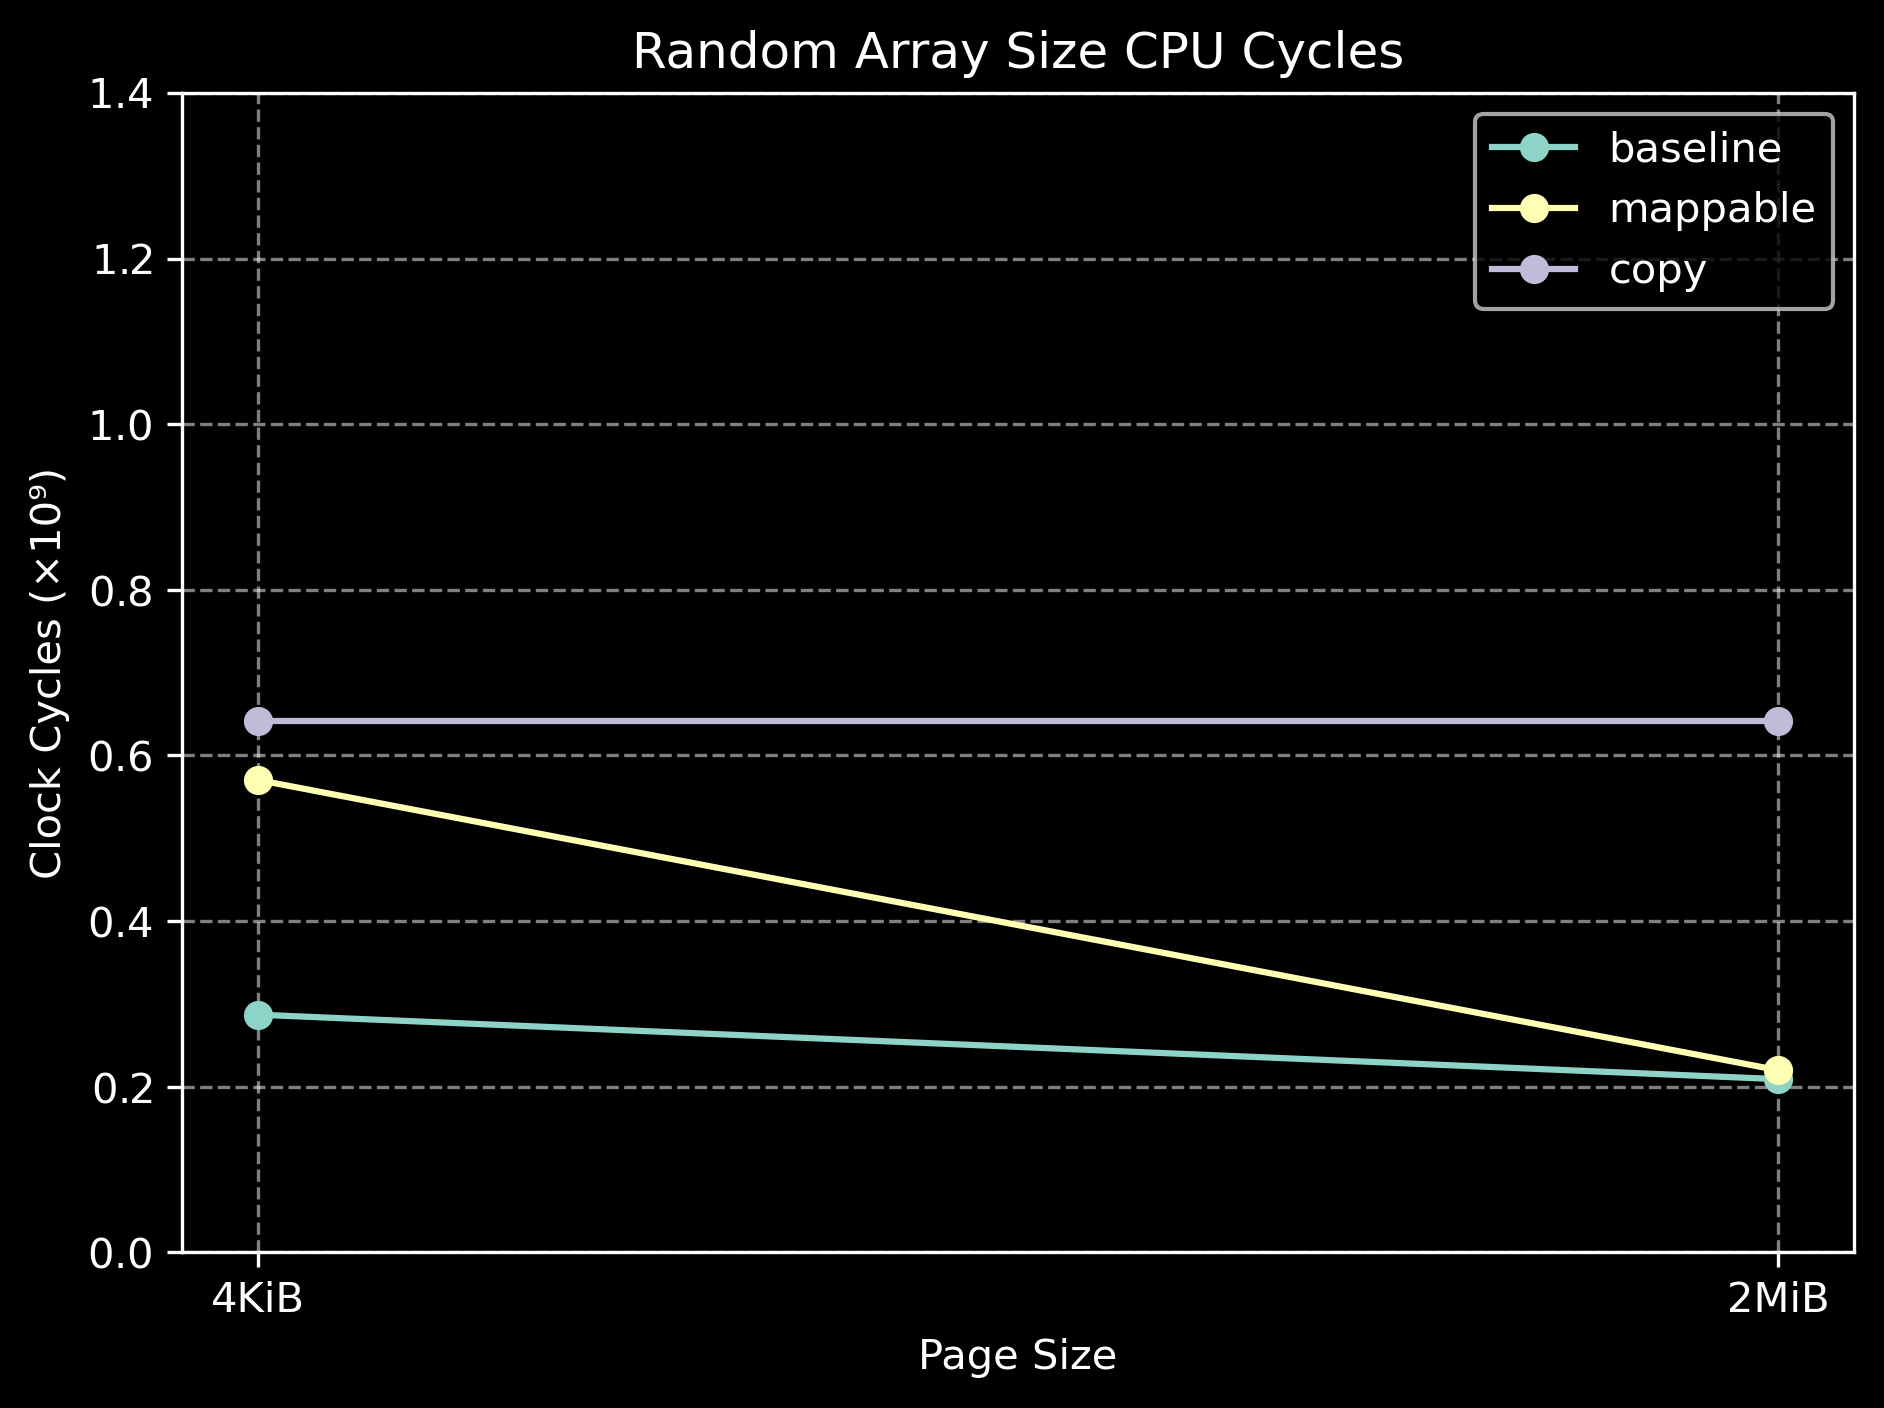 Random Array Size CPU Cycles
1.4
1.2
1.0
0.8
0.6
0.4
0.2
0.0
Clock Cycles (×10⁹)
baseline
mappable
copy
4KiB
2MiB
Page Size